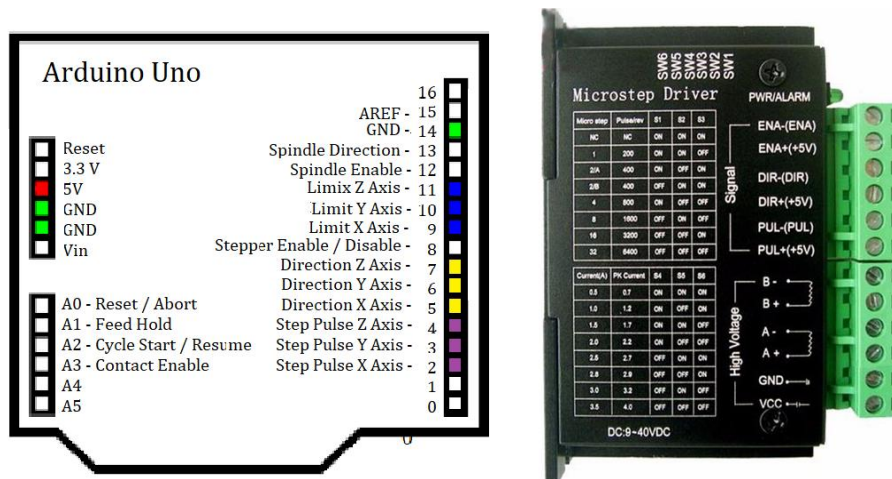 Arduino Uno
Reset
3.3 V
5V
GND
GND
Vin
A0 - Reset / Abort
A1 - Feed Hold
A2 - Cycle Start / Resume
A3 - Contact Enable
A4
A5
16
AREF - 15
GND - 14
Spindle Direction - 13
Spindle Enable - 12
Limix Z Axis - 11
Limit Y Axis - 10
Limit X Axis - 9
Stepper Enable / Disable - 8
Direction Z Axis - 7
Direction Y Axis - 6
Direction X Axis - 5
Step Pulse Z Axis - 4
Step Pulse Y Axis - 3
Step Pulse X Axis - 2
1
0
SW6
SW5
SW4
SW3
SW2
SW1
Microstep Driver
PWR/ALARM
Micro step Pulse/rev S1 S2 S3
NC NC ON ON ON
1 200 ON ON OFF
2/A 400 ON OFF ON
2/B 400 OFF ON ON
4 800 ON OFF OFF
8 1600 OFF ON OFF
16 3200 OFF OFF ON
32 6400 OFF OFF OFF
Current(A) PK Current S4 S5 S6
0.5 0.7 ON ON ON
1.0 1.2 ON OFF ON
1.5 1.7 ON ON OFF
2.0 2.2 ON OFF OFF
2.5 2.7 OFF ON ON
2.8 2.9 OFF OFF ON
3.0 3.2 OFF ON OFF
3.5 4.0 OFF OFF OFF
DC:9~40VDC
Signal
ENA-(ENA)
ENA+(+5V)
DIR-(DIR)
DIR+(+5V)
PUL-(PUL)
PUL+(+5V)
High Voltage
B -
B +
A -
A +
GND
VCC